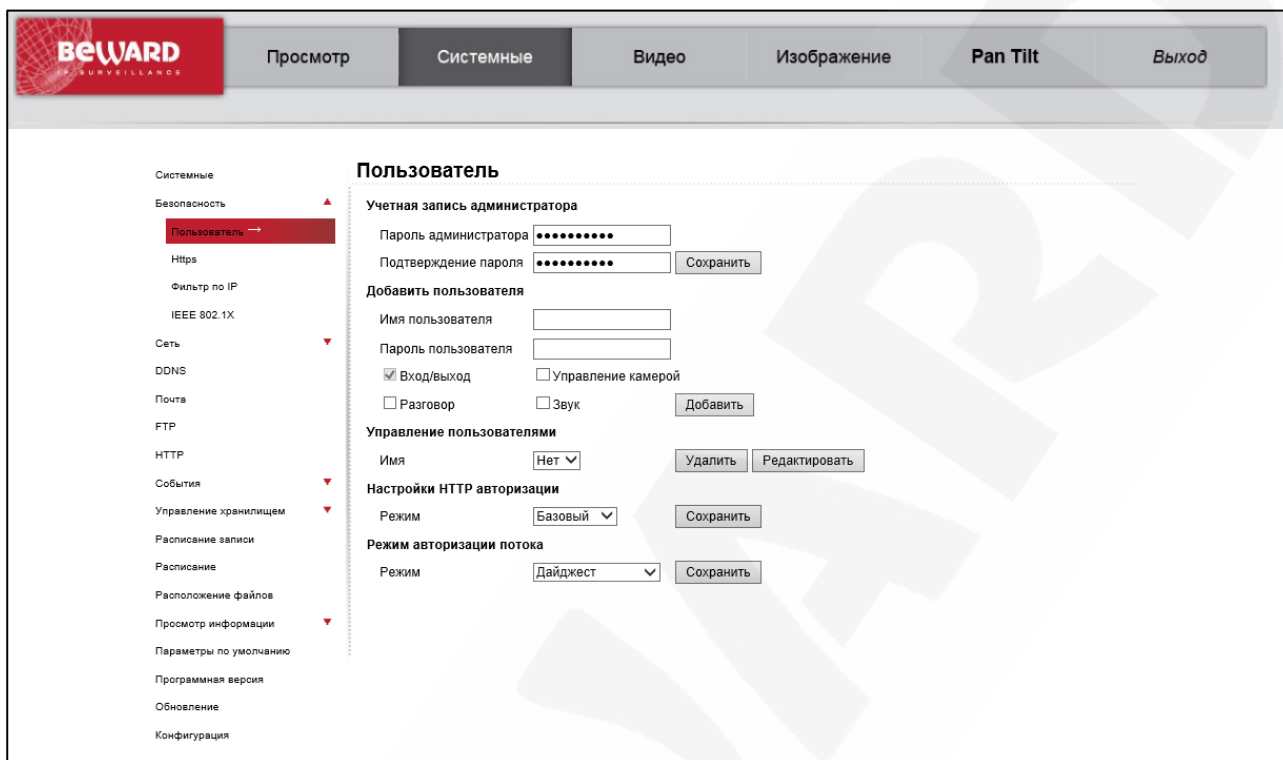 BEWARD
IP SURVEILLANCE
Просмотр
Системные
Видео
Изображение
Pan Tilt
Выход
Системные
Безопасность
Пользователь →
Https
Фильтр по IP
IEEE 802.1X
Сеть
DDNS
Почта
FTP
HTTP
События
Управление хранилищем
Расписание записи
Расписание
Расположение файлов
Просмотр информации
Параметры по умолчанию
Программная версия
Обновление
Конфигурация
Пользователь
Учетная запись администратора
Пароль администратора ●●●●●●●●●●
Подтверждение пароля ●●●●●●●●●● Сохранить
Добавить пользователя
Имя пользователя
Пароль пользователя
Вход/выход Управление камерой
Разговор Звук Добавить
Управление пользователями
Имя Нет Удалить Редактировать
Настройки HTTP авторизации
Режим Базовый Сохранить
Режим авторизации потока
Режим Дайджест Сохранить